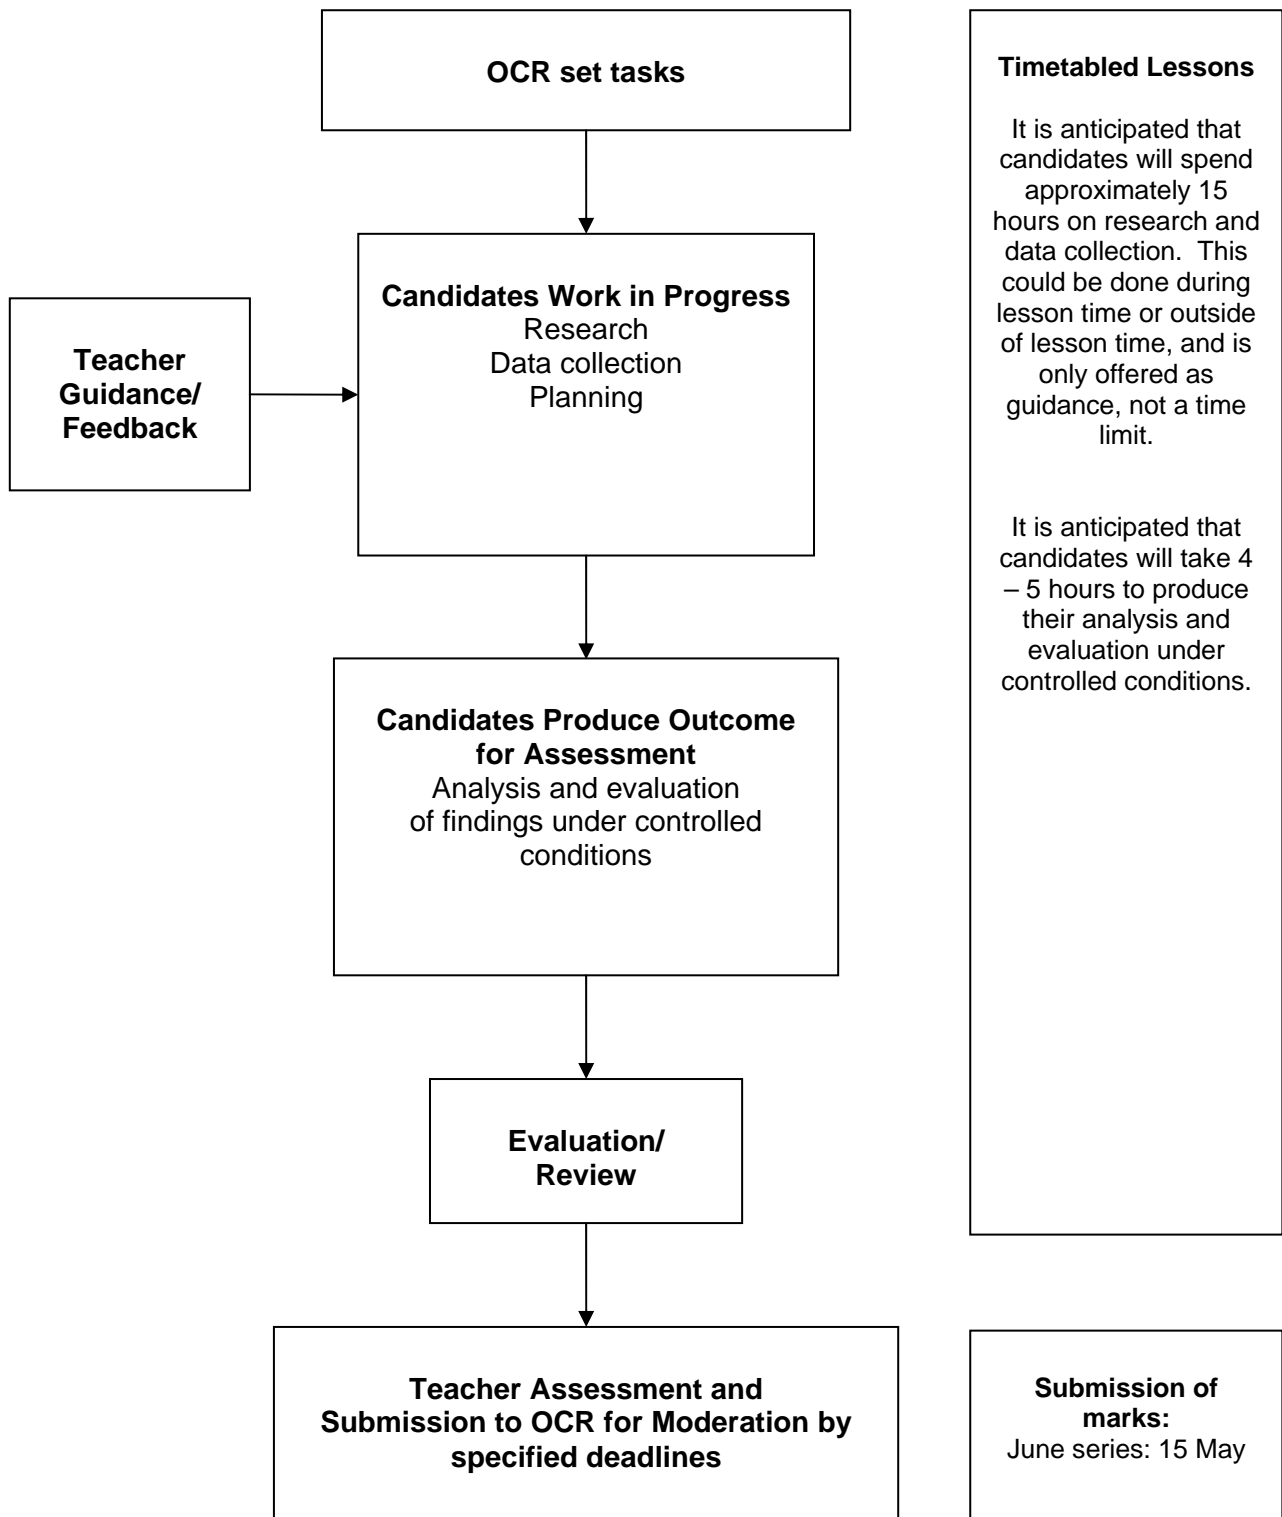 OCR set tasks
Timetabled Lessons
It is anticipated that
candidates will spend
approximately 15
hours on research and
data collection.  This
could be done during
lesson time or outside
of lesson time, and is
only offered as
guidance, not a time
limit.
It is anticipated that
candidates will take 4
– 5 hours to produce
their analysis and
evaluation under
controlled conditions.
Teacher
Guidance/
Feedback
Candidates Work in Progress
Research
Data collection
Planning
Candidates Produce Outcome
for Assessment
Analysis and evaluation
of findings under controlled
conditions
Evaluation/
Review
Teacher Assessment and
Submission to OCR for Moderation by
specified deadlines
Submission of
marks:
June series: 15 May